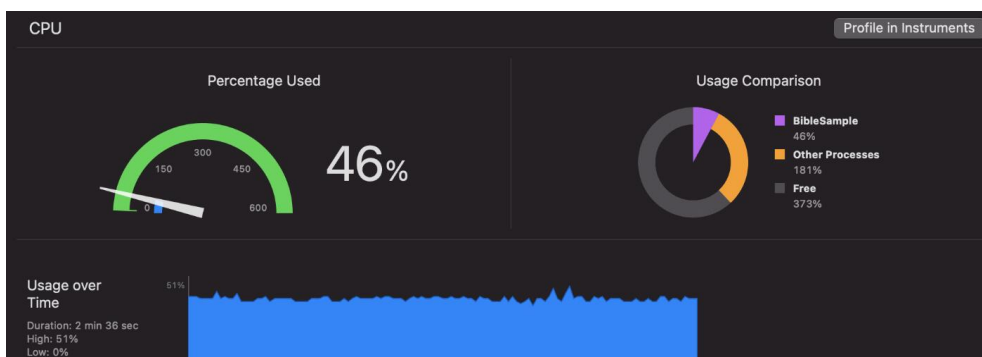 CPU
Profile in Instruments
Percentage Used
0
150
300
450
600
46%
Usage Comparison
BibleSample
46%
Other Processes
181%
Free
373%
Usage over
Time
Duration: 2 min 36 sec
High: 51%
Low: 0%
51%